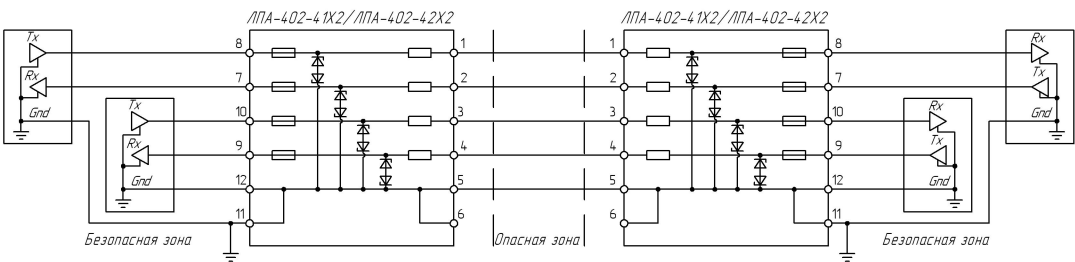 ЛПА-402-41Х2/ЛПА-402-42Х2
ЛПА-402-41Х2/ЛПА-402-42Х2
Tx
8
1
1
8
Rx
Rx
7
2
2
7
Tx
Gnd
Tx
10
3
3
10
Rx
Gnd
Rx
9
4
4
9
Tx
Gnd
12
5
5
12
Gnd
11
6
6
11
Безопасная зона
Опасная зона
Безопасная зона